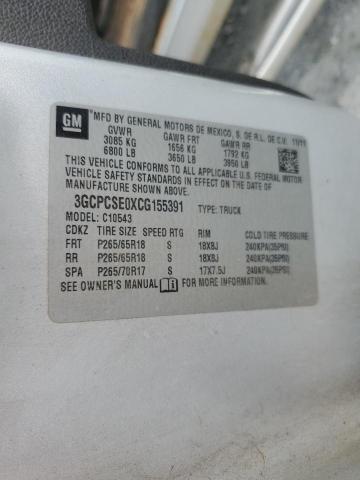 GM
MFD BY GENERAL MOTORS DE MEXICO, S DE R.L. DE C.V. 11/11
GVWR GAWR FRT GAWR RR
3085 KG 1656 KG 1792 KG
6800 LB 3650 LB 3950 LB
THIS VEHICLE CONFORMS TO ALL APPLICABLE U.S. FEDERAL MOTOR
VEHICLE SAFETY STANDARDS IN EFFECT ON THE DATE OF
MANUFACTURE SHOWN ABOVE.
3GCPCSE0XCG155391 TYPE: TRUCK
MODEL: C10543
CDKZ TIRE SIZE SPEED RTG RIM COLD TIRE PRESSURE
FRT P265/65R18 S 18X8J 240KPA(35PSI)
RR P265/65R18 S 18X8J 240KPA(35PSI)
SPA P265/70R17 S 17X7.5J 240KPA(35PSI)
SEE OWNER'S MANUAL FOR MORE INFORMATION.